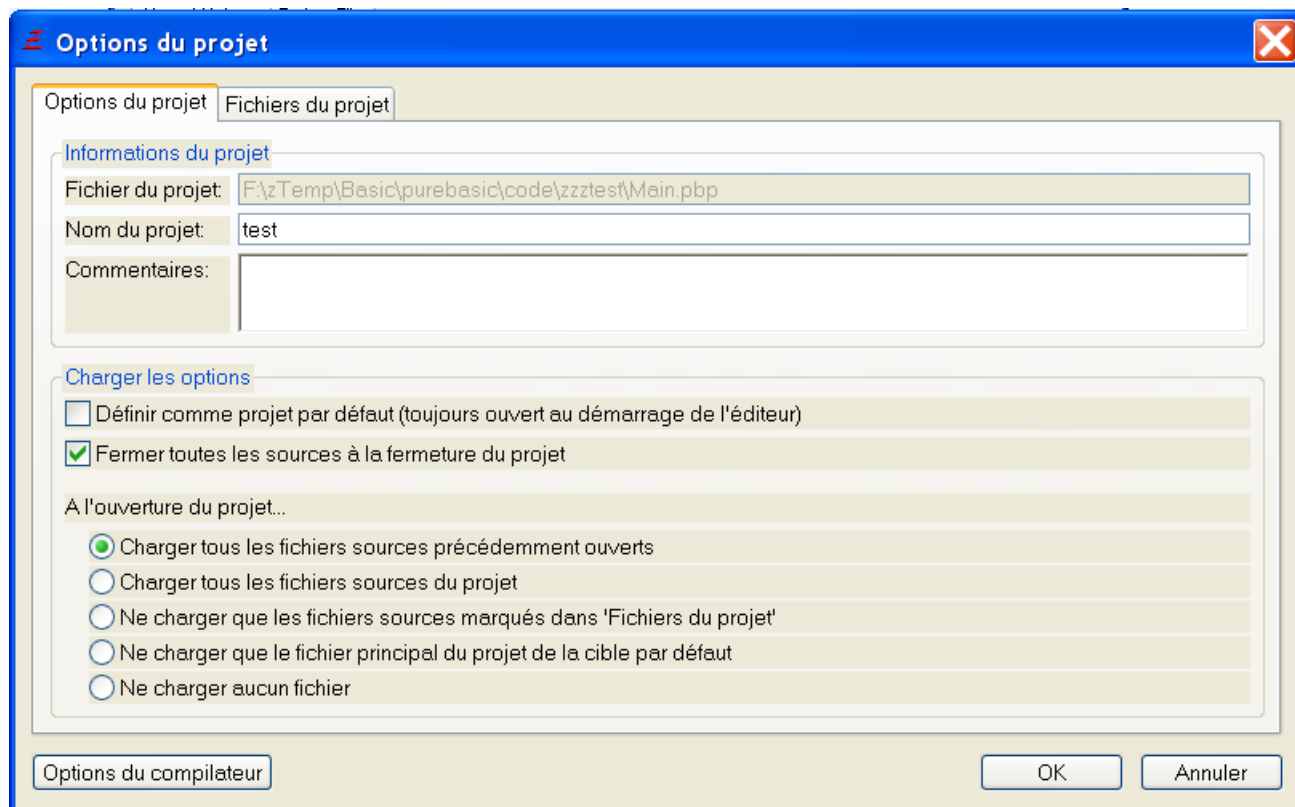 Options du projet
Options du projet
Fichiers du projet
Informations du projet
Fichier du projet:
F:\zTemp\Basic\purebasic\code\zzztest\Main.pbp
Nom du projet:
test
Commentaires:
Charger les options
Définir comme projet par défaut (toujours ouvert au démarrage de l'éditeur)
Fermer toutes les sources à la fermeture du projet
A l'ouverture du projet...
Charger tous les fichiers sources précédemment ouverts
Charger tous les fichiers sources du projet
Ne charger que les fichiers sources marqués dans 'Fichiers du projet'
Ne charger que le fichier principal du projet de la cible par défaut
Ne charger aucun fichier
Options du compilateur
OK
Annuler